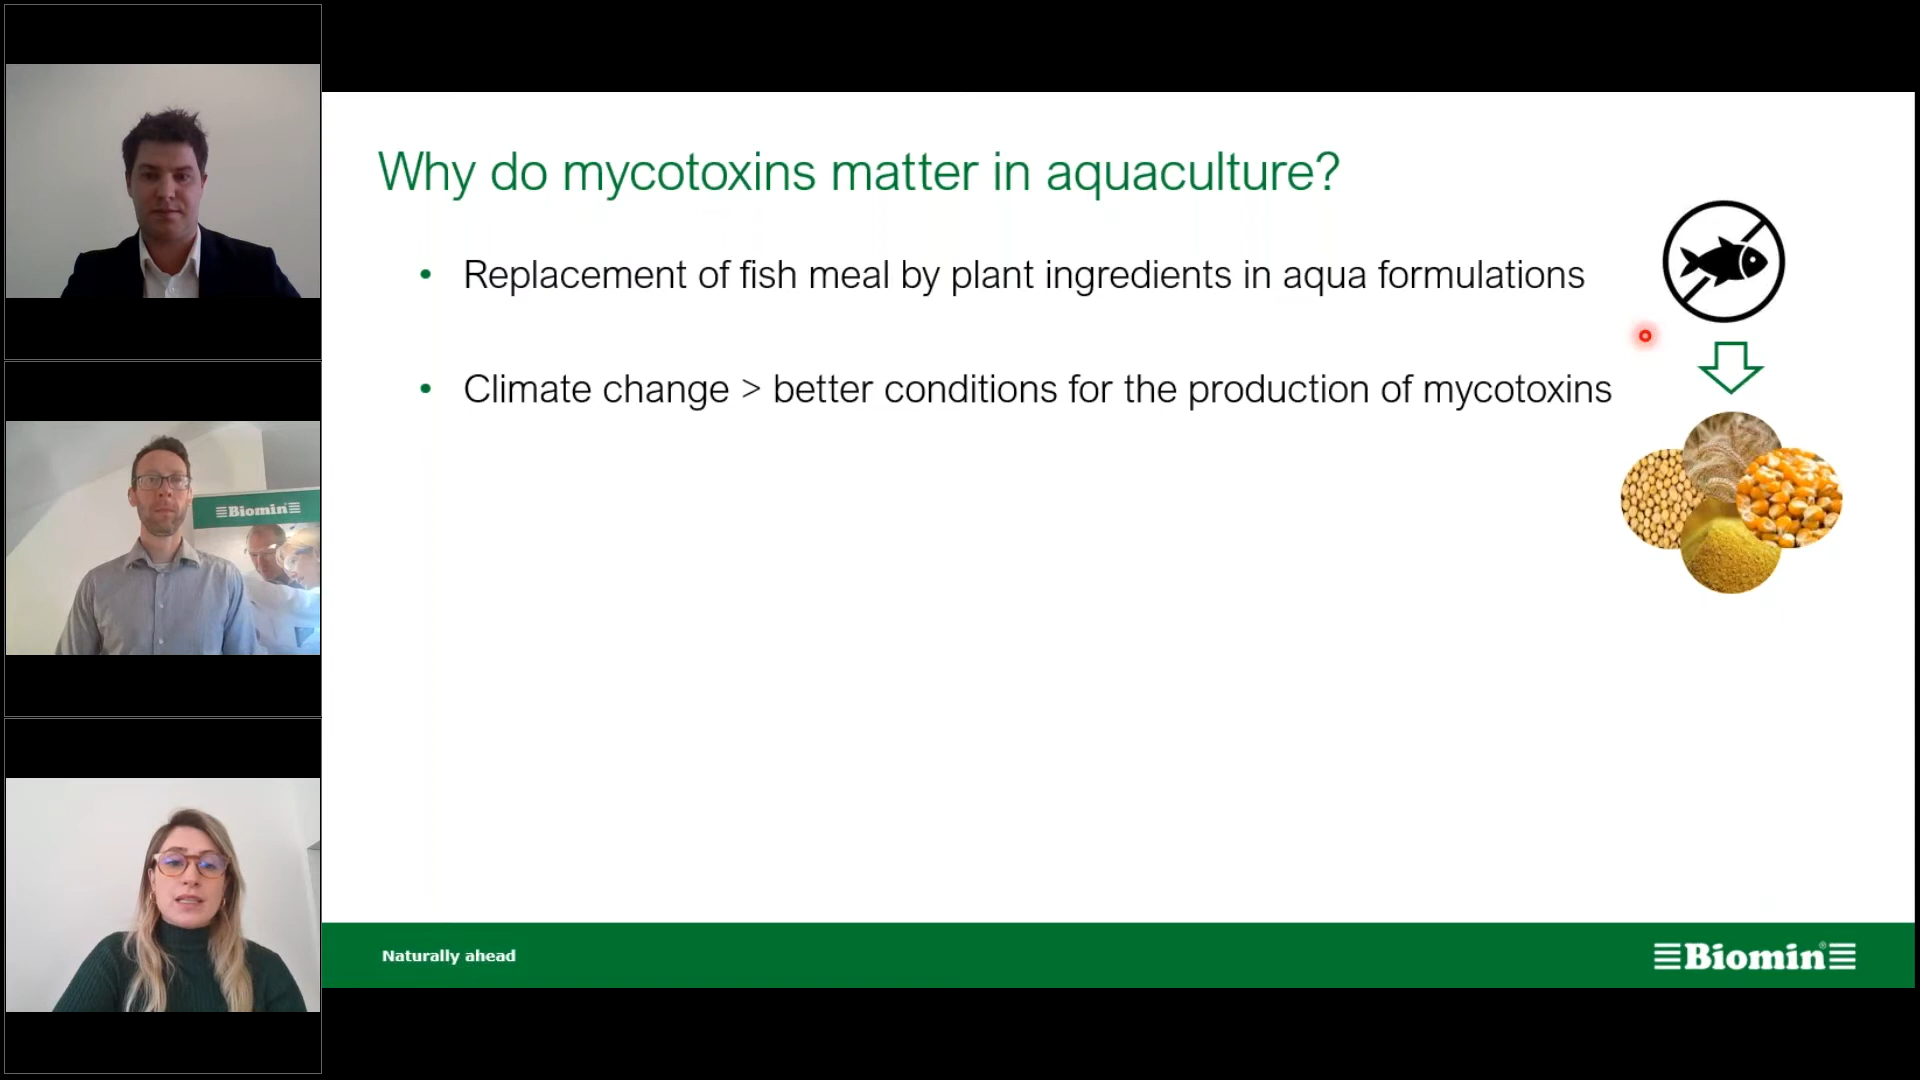 Why do mycotoxins matter in aquaculture?
• Replacement of fish meal by plant ingredients in aqua formulations
• Climate change > better conditions for the production of mycotoxins
Biomin
Naturally ahead
Biomin®